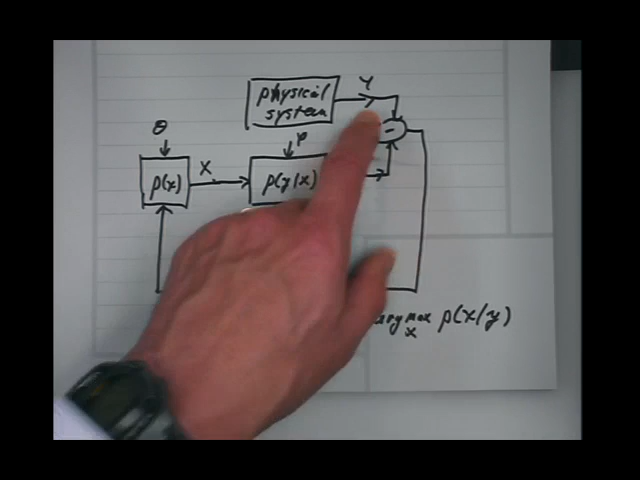 Y
physical
system
θ
φ
X
p(x)
p(y/x)
-
argmax p(x/y)
x